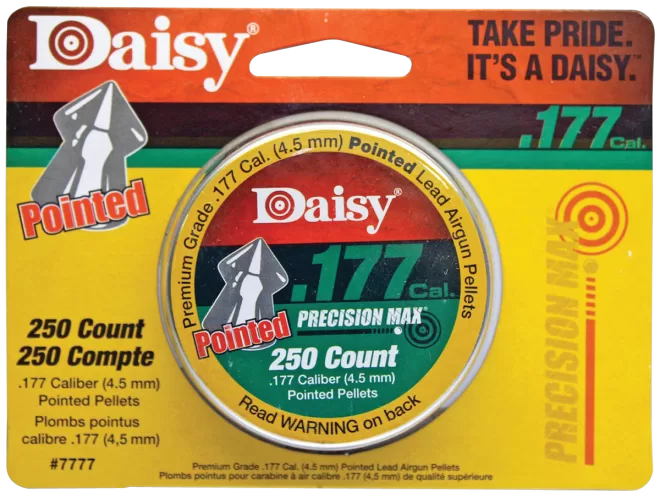 Daisy®
TAKE PRIDE.
IT'S A DAISY.™
.177 Cal.
Pointed
250 Count
250 Compte
.177 Caliber (4.5 mm)
Pointed Pellets
Plombs pointus
calibre .177 (4,5 mm)
#7777
Premium Grade .177 Cal. (4.5 mm) Pointed Lead Airgun Pellets
Daisy®
.177 Cal.
Pointed
PRECISION MAX®
250 Count
.177 Caliber (4.5 mm)
Pointed Pellets
Read WARNING on back
PRECISION MAX
Premium Grade .177 Cal. (4,5 mm) Pointed Lead Airgun Pellets
Plombs pointus pour carabine à air calibre .177 (4,5 mm) de qualité supérieure